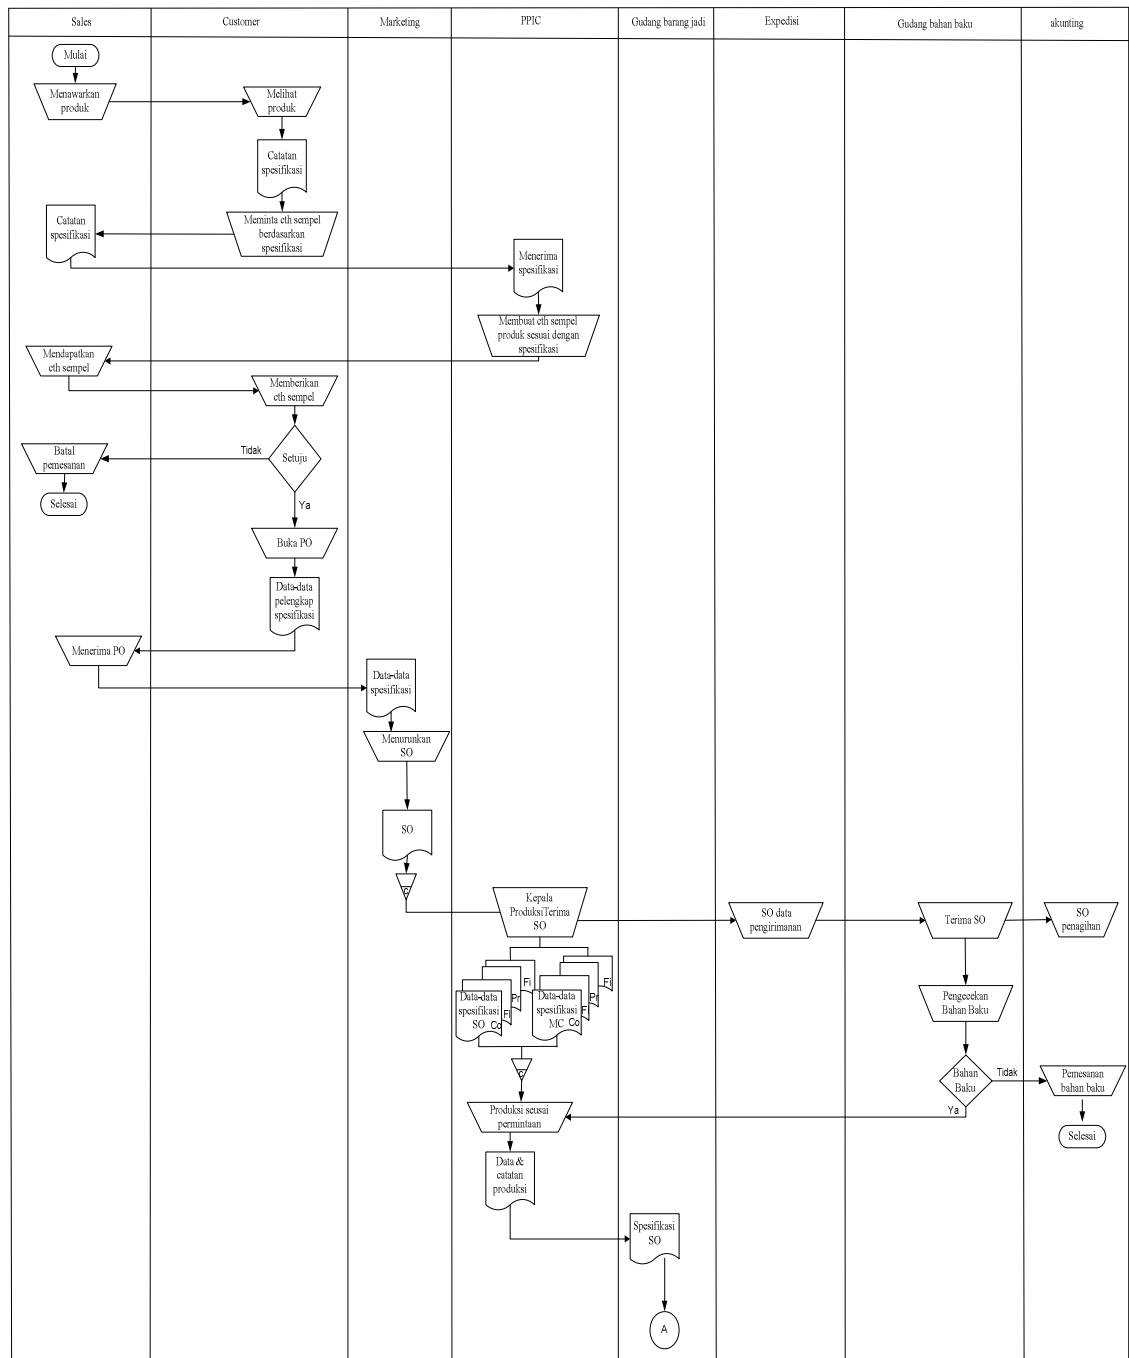 Sales
Customer
Marketing
PPIC
Gudang barang jadi
Expedisi
Gudang bahan baku
akunting
Mulai
Menawarkan
produk
Melihat
produk
Catatan
spesifikasi
Meminta cth sempel
berdasarkan
spesifikasi
Catatan
spesifikasi
Menerima
spesifikasi
Membuat cth sempel
produk sesuai dengan
spesifikasi
Mendapatkan
cth sempel
Memberikan
cth sempel
Setuju
Tidak
Batal
pemesanan
Selesai
Ya
Buka PO
Data-data
pelengkap
spesifikasi
Menerima PO
Data-data
spesifikasi
Menurunkan
SO
SO
C
Kepala
ProduksiTerima
SO
SO data
pengirimanan
Terima SO
SO
penagihan
Fi
Pr
Fl
Data-data
spesifikasi
SO
Co
Fi
Pr
Fl
Data-data
spesifikasi
MC
Co
C
Pengecekan
Bahan Baku
Bahan
Baku
Tidak
Pemesanan
bahan baku
Selesai
Ya
Produksi seusai
permintaan
Data &
catatan
produksi
Spesifikasi
SO
A